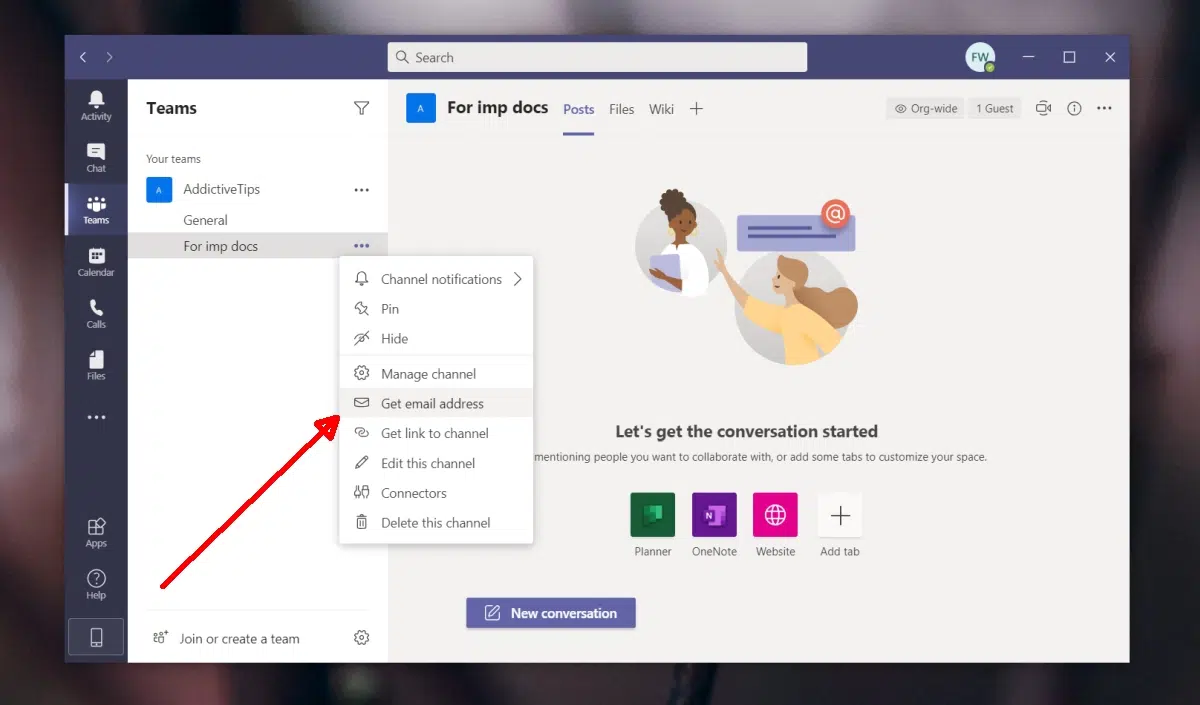 Search
FW
Activity
Chat
Teams
Calendar
Calls
Files
Apps
Help
Teams
Your teams
A
AddictiveTips
General
For imp docs
Join or create a team
A
For imp docs
Posts
Files
Wiki
Org-wide
1 Guest
Channel notifications
Pin
Hide
Manage channel
Get email address
Get link to channel
Edit this channel
Connectors
Delete this channel
@
Let's get the conversation started
mentioning people you want to collaborate with, or add some tabs to customize your space.
N
Planner
OneNote
Website
Add tab
New conversation